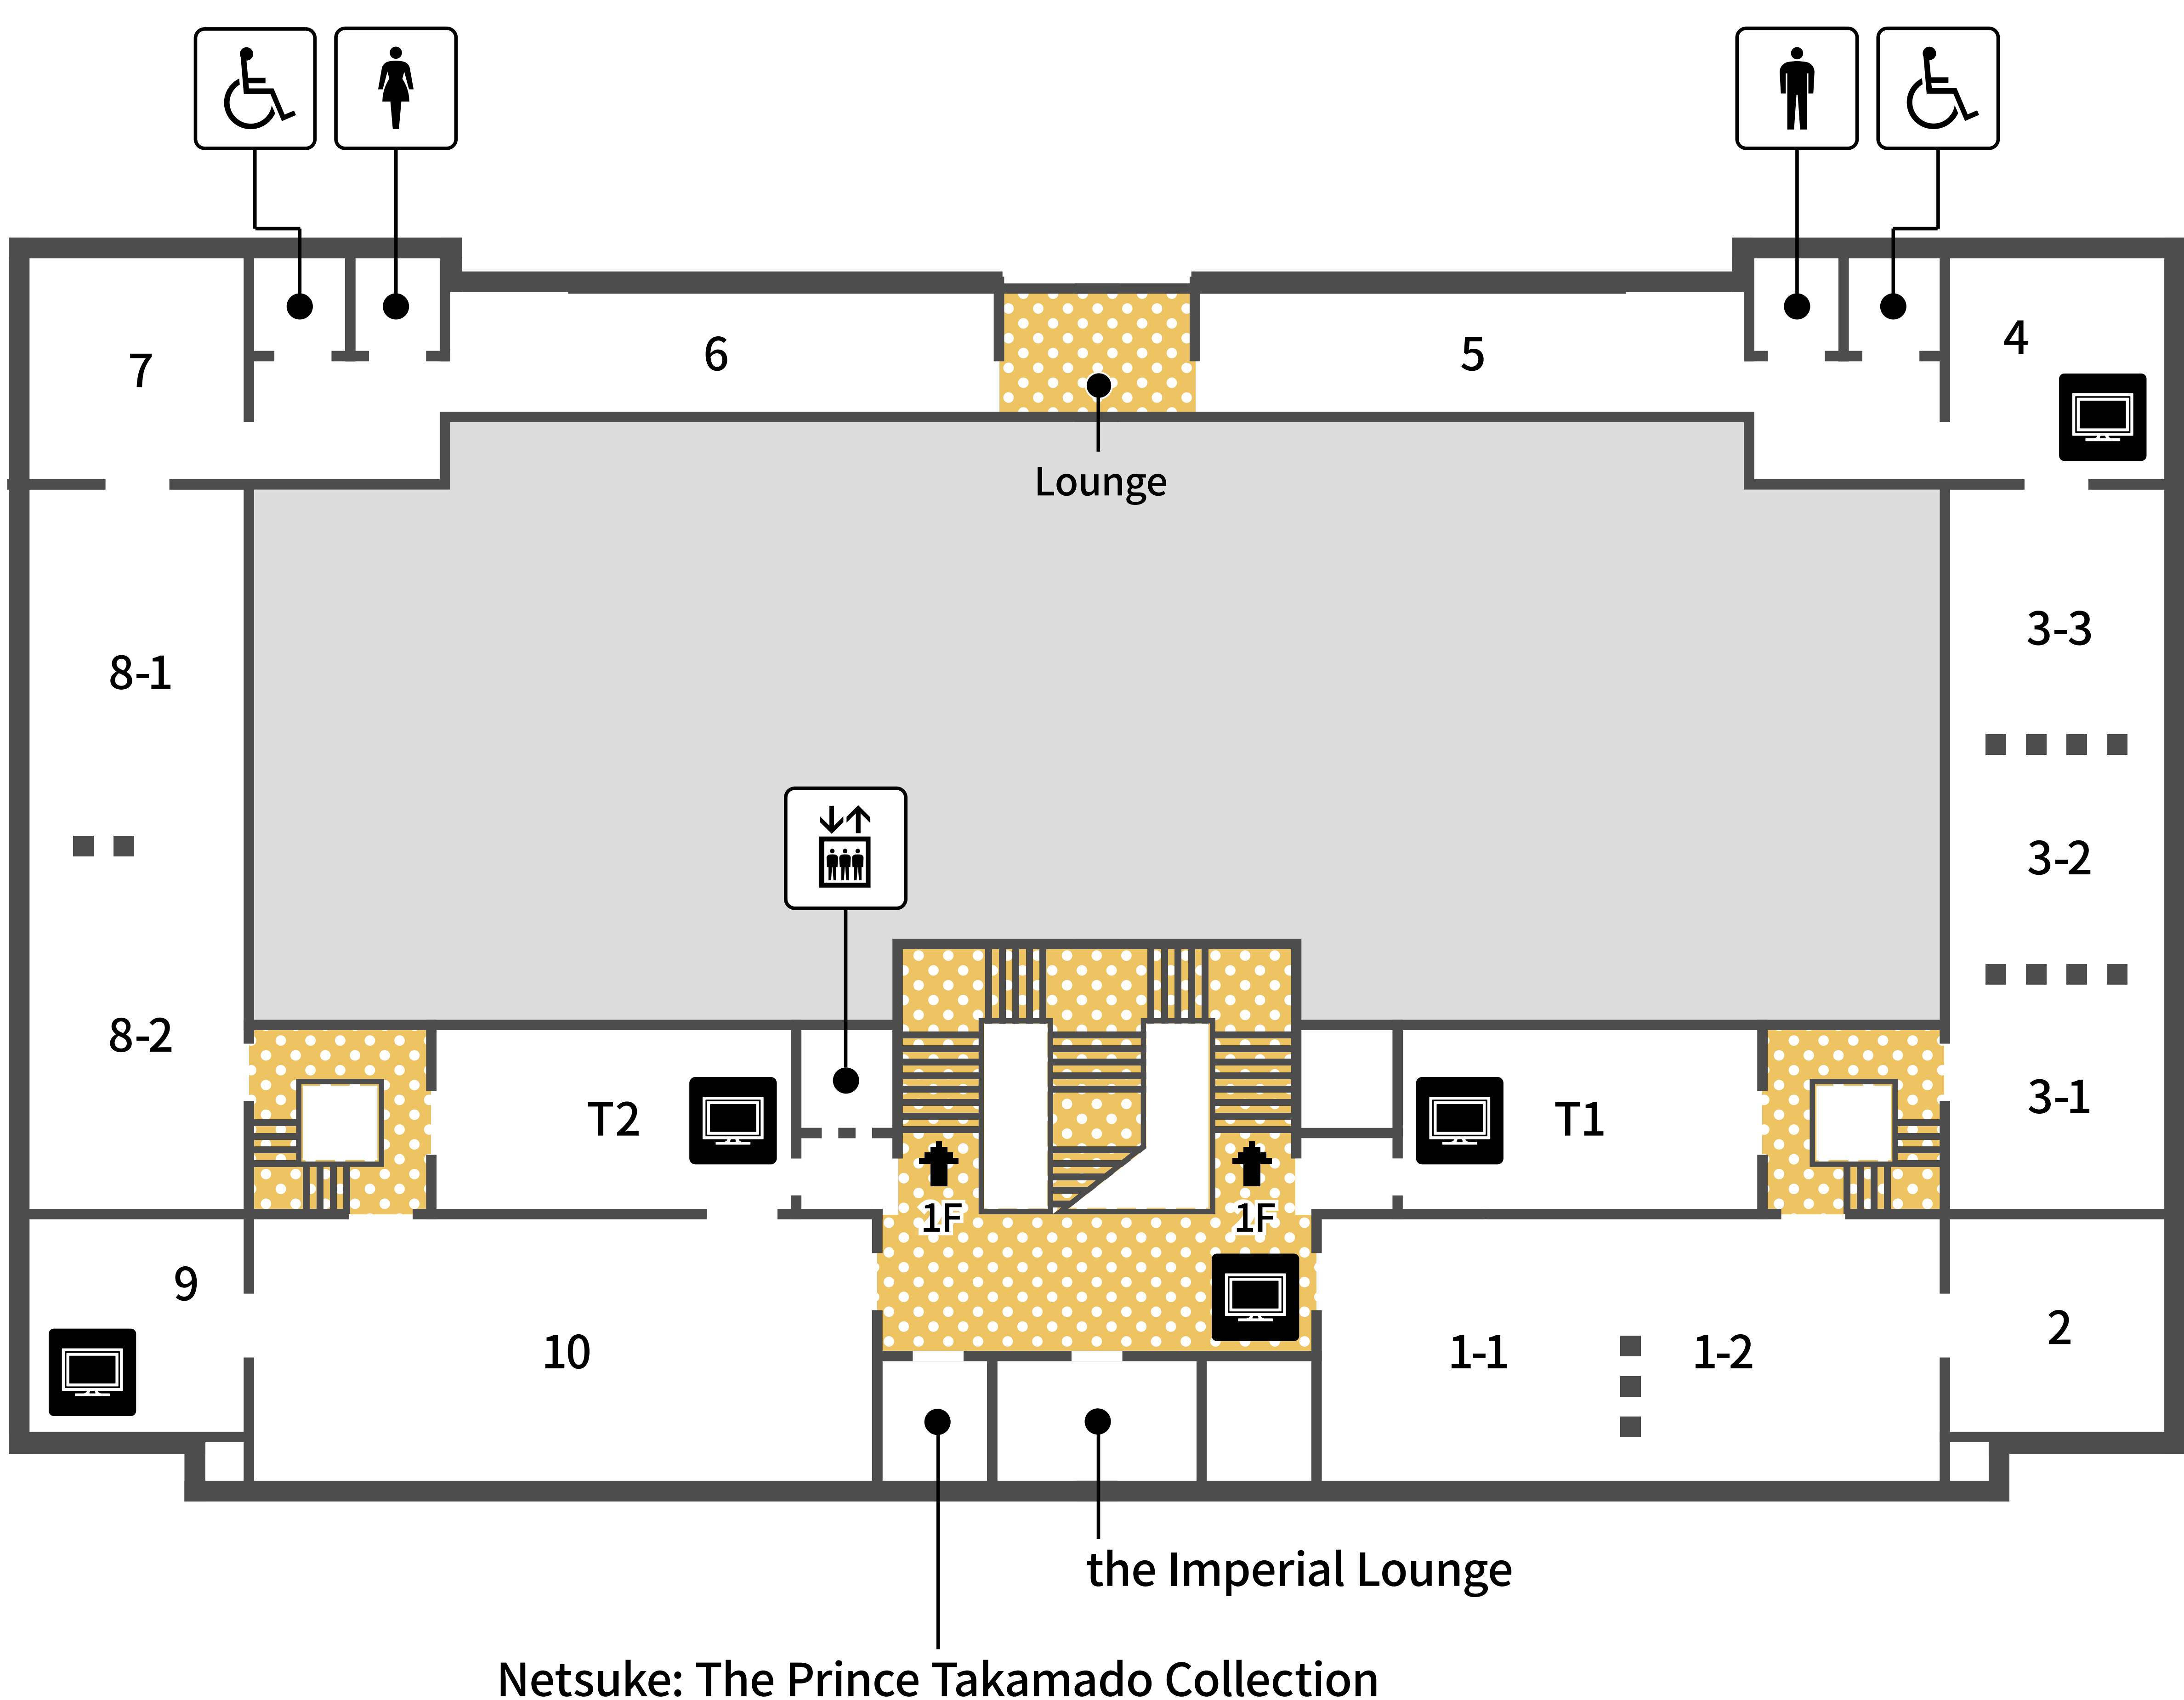 7
6
5
4
Lounge
8-1
3-3
3-2
8-2
T2
T1
3-1
1F
1F
9
10
1-1
1-2
2
the Imperial Lounge
Netsuke: The Prince Takamado Collection